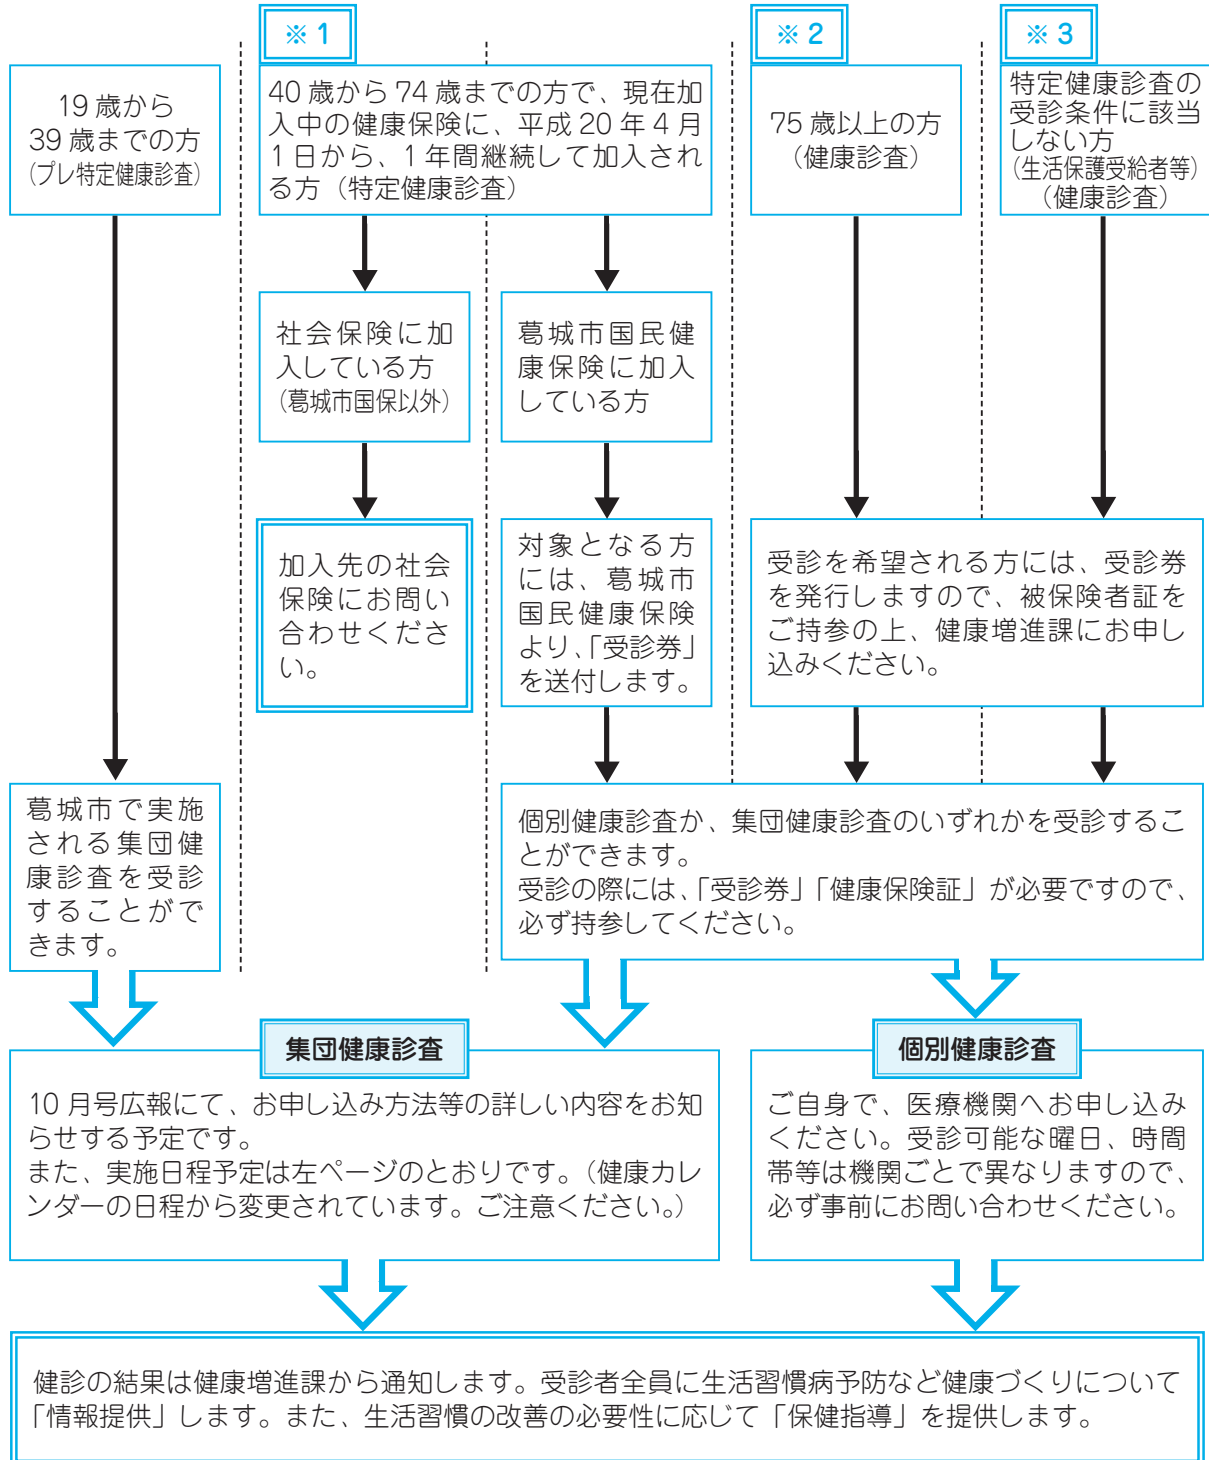 ※ 1
※ 2
※ 3
19 歳から
39 歳までの方
（プレ特定健康診査）
40 歳から 74 歳までの方で、現在加
入中の健康保険に、平成 20 年 4 月
1 日から、1 年間継続して加入され
る方（特定健康診査）
75 歳以上の方
（健康診査）
特定健康診査の
受診条件に該当
しない方
（生活保護受給者等）
（健康診査）
社会保険に加
入している方
（葛城市国保以外）
葛城市国民健
康保険に加入
している方
加入先の社会
保険にお問い
合わせくださ
い。
対象となる方
には、葛城市
国民健康保険
より、「受診券」
を送付します。
受診を希望される方には、受診券
を発行しますので、被保険者証を
ご持参の上、健康増進課にお申し
込みください。
葛城市で実施
される集団健
康診査を受診
することがで
きます。
個別健康診査か、集団健康診査のいずれかを受診するこ
とができます。
受診の際には、「受診券」「健康保険証」が必要ですので、
必ず持参してください。
集団健康診査
10 月号広報にて、お申し込み方法等の詳しい内容をお知
らせする予定です。
また、実施日程予定は左ページのとおりです。（健康カレ
ンダーの日程から変更されています。ご注意ください。）
個別健康診査
ご自身で、医療機関へお申し込み
ください。受診可能な曜日、時間
帯等は機関ごとで異なりますので、
必ず事前にお問い合わせください。
健診の結果は健康増進課から通知します。受診者全員に生活習慣病予防など健康づくりについて
「情報提供」します。また、生活習慣の改善の必要性に応じて「保健指導」を提供します。